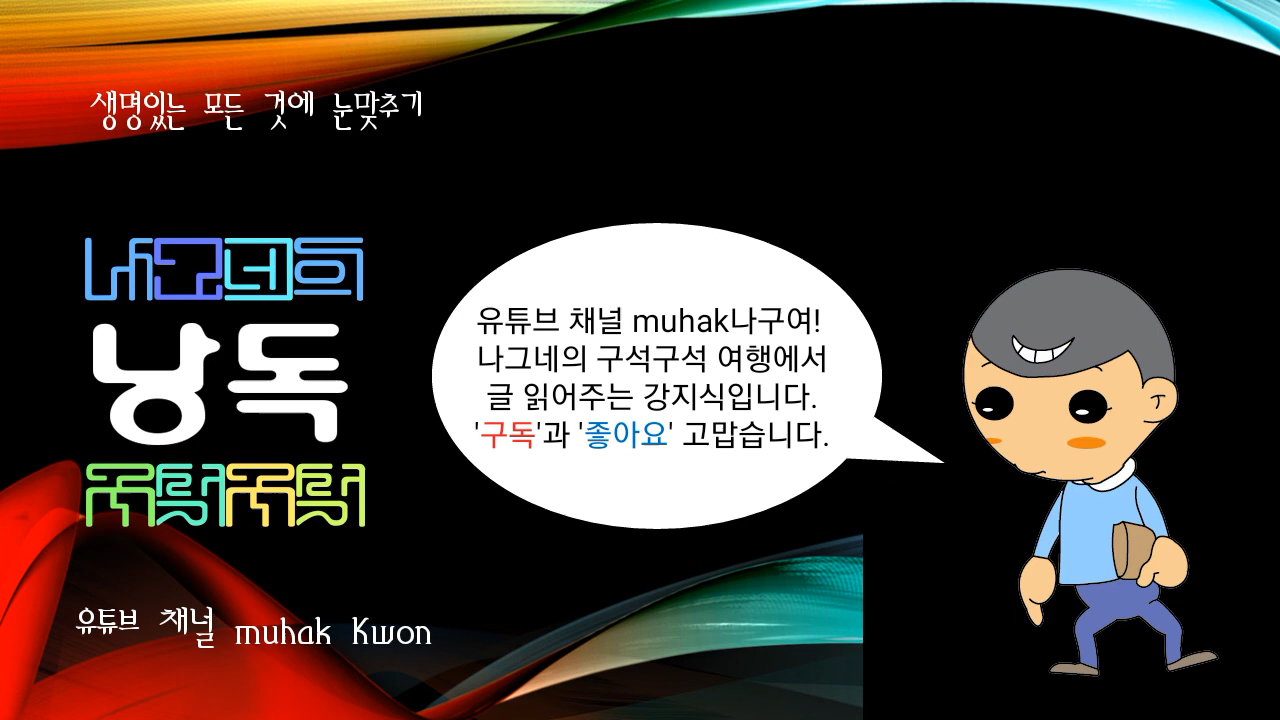 생명있는 모든 것에 눈맞추기
나그네의
낭독
구석구석
유튜브 채널 muhak나구여!
나그네의 구석구석 여행에서
글 읽어주는 강지식입니다.
'구독'과 '좋아요' 고맙습니다.
유튜브 채널 muhak Kwon